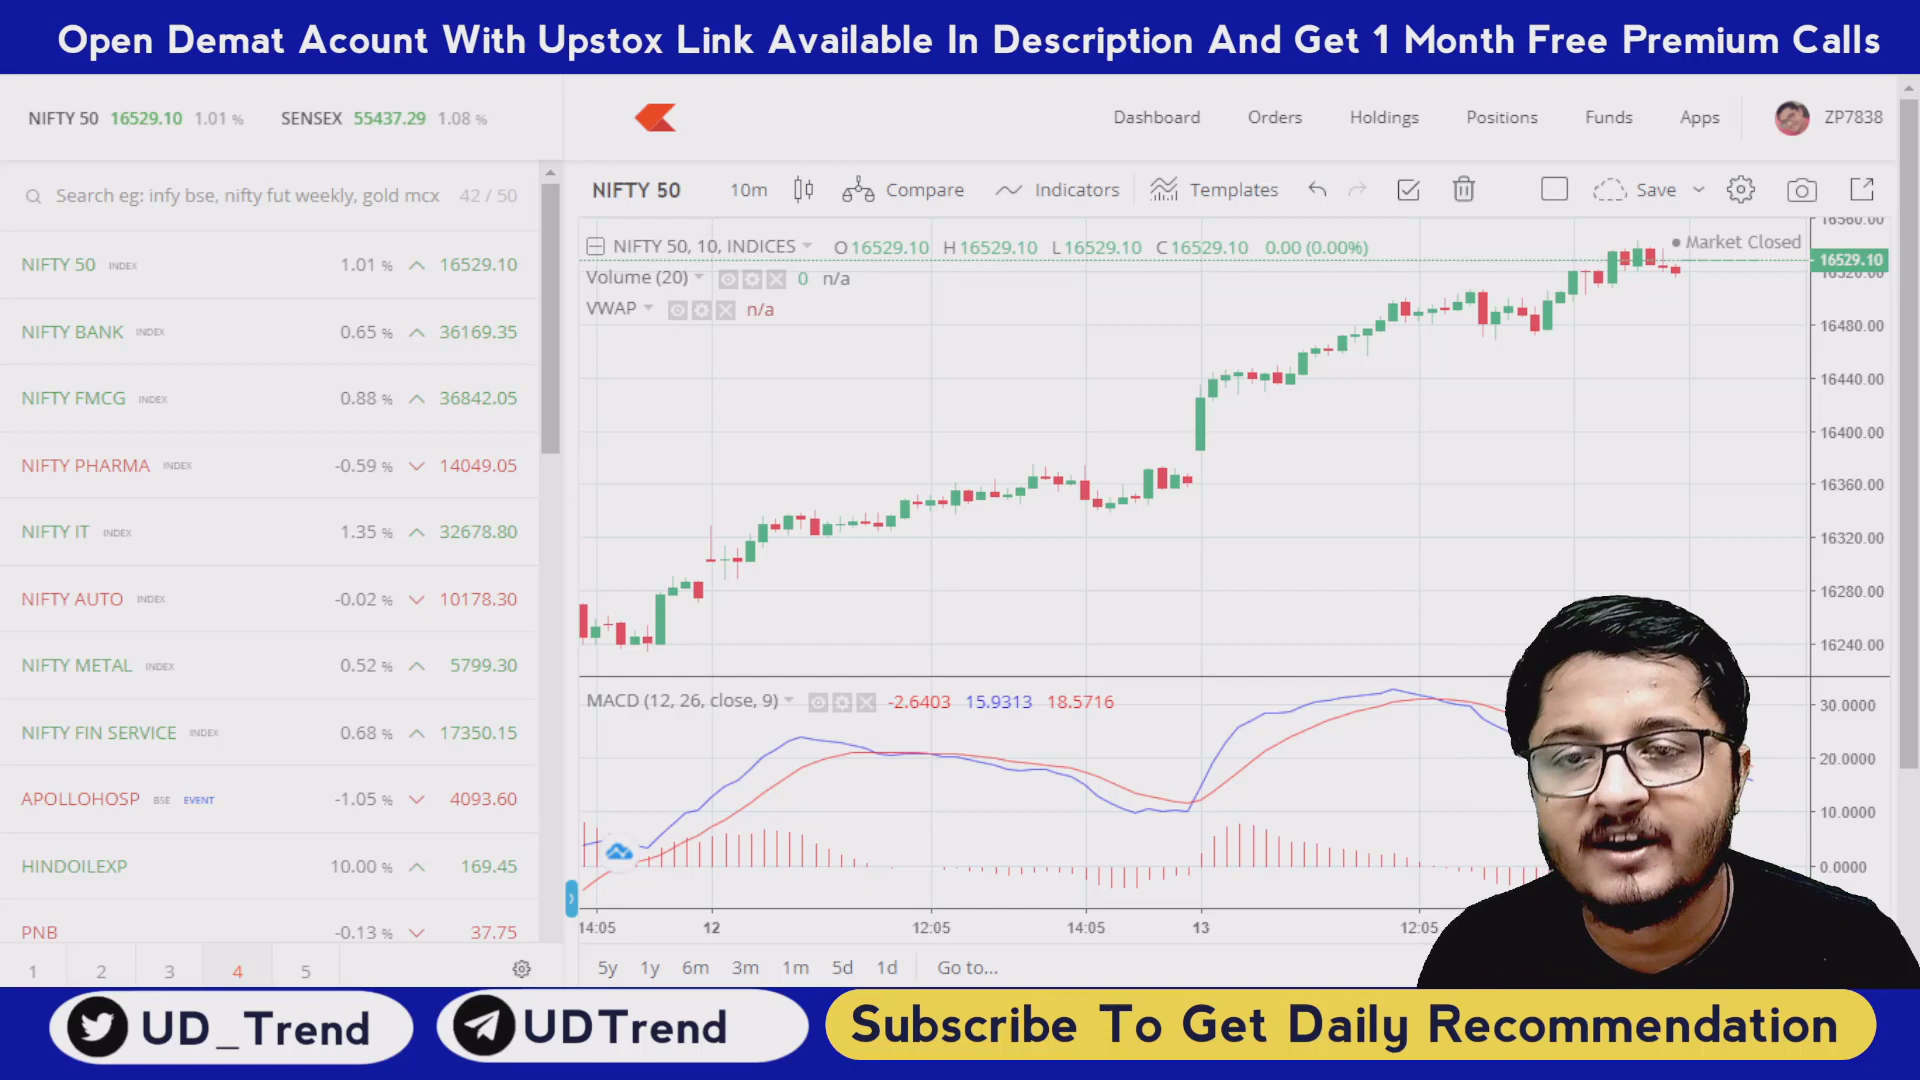 Open Demat Acount With Upstox Link Available In Description And Get 1 Month Free Premium Calls
NIFTY 50 16529.10 1.01 % SENSEX 55437.29 1.08 %
Dashboard Orders Holdings Positions Funds Apps ZP7838
Search eg: infy bse, nifty fut weekly, gold mcx 42 / 50
NIFTY 50 10m Compare Indicators Templates Save
NIFTY 50 INDEX 1.01 % 16529.10
NIFTY BANK INDEX 0.65 % 36169.35
NIFTY FMCG INDEX 0.88 % 36842.05
NIFTY PHARMA INDEX -0.59 % 14049.05
NIFTY IT INDEX 1.35 % 32678.80
NIFTY AUTO INDEX -0.02 % 10178.30
NIFTY METAL INDEX 0.52 % 5799.30
NIFTY FIN SERVICE INDEX 0.68 % 17350.15
APOLLOHOSP BSE EVENT -1.05 % 4093.60
HINDOILEXP 10.00 % 169.45
PNB -0.13 % 37.75
1 2 3 4 5
NIFTY 50, 10, INDICES O16529.10 H16529.10 L16529.10 C16529.10 0.00 (0.00%)
Market Closed
Volume (20) 0 n/a
VWAP n/a
16560.00
16529.10
16520.00
16480.00
16440.00
16400.00
16360.00
16320.00
16280.00
16240.00
MACD (12, 26, close, 9) -2.6403 15.9313 18.5716
30.0000
20.0000
10.0000
0.0000
14:05 12 12:05 14:05 13 12:05
5y 1y 6m 3m 1m 5d 1d Go to...
UD_Trend UDTrend Subscribe To Get Daily Recommendation